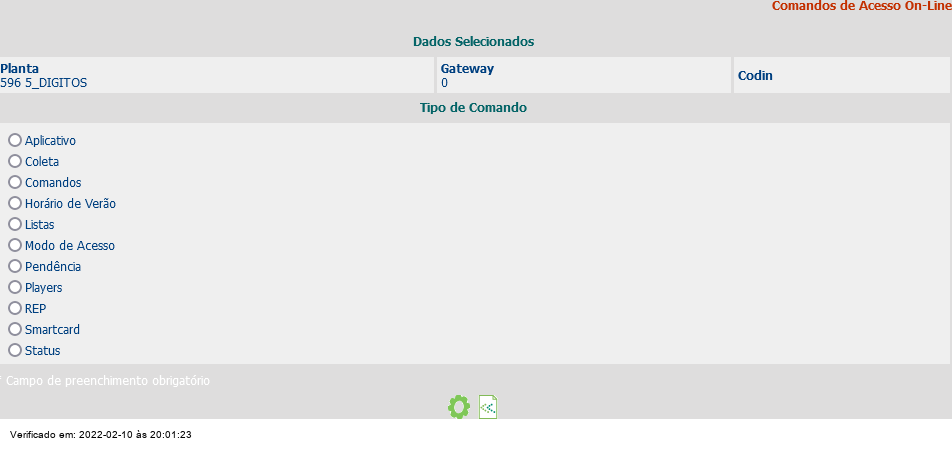 Comandos de Acesso On-Line
Dados Selecionados
Planta
596 5_DIGITOS
Gateway
0
Codin
Tipo de Comando
Aplicativo
Coleta
Comandos
Horário de Verão
Listas
Modo de Acesso
Pendência
Players
REP
Smartcard
Status
* Campo de preenchimento obrigatório
Verificado em: 2022-02-10 às 20:01:23